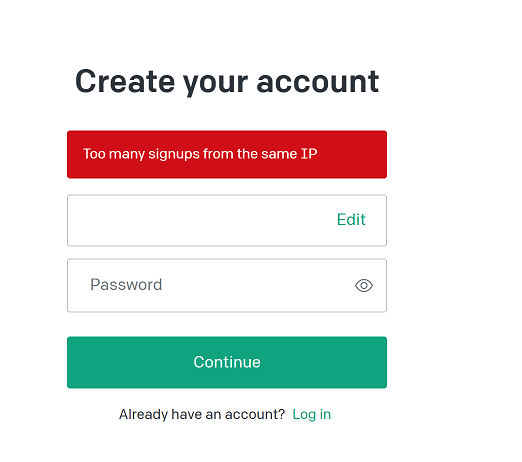 Create your account
Too many signups from the same IP
Edit
Password
Continue
Already have an account? Log in